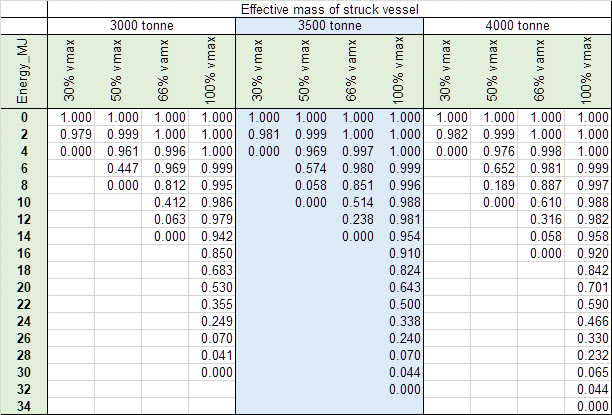 Effective mass of struck vessel
3000 tonne 3500 tonne 4000 tonne
Energy_MJ 30% vmax 50% vmax 66% vamx 100% vmax 30% vmax 50% vmax 66% vamx 100% vmax 30% vmax 50% vmax 66% vamx 100% vmax
0 1.000 1.000 1.000 1.000 1.000 1.000 1.000 1.000 1.000 1.000 1.000 1.000
2 0.979 0.999 1.000 1.000 0.981 0.999 1.000 1.000 0.982 0.999 1.000 1.000
4 0.000 0.961 0.996 1.000 0.000 0.969 0.997 1.000 0.000 0.976 0.998 1.000
6 0.447 0.969 0.999 0.574 0.980 0.999 0.652 0.981 0.999
8 0.000 0.812 0.995 0.058 0.851 0.996 0.189 0.887 0.997
10 0.412 0.986 0.000 0.514 0.988 0.000 0.610 0.988
12 0.063 0.979 0.238 0.981 0.316 0.982
14 0.000 0.942 0.000 0.954 0.058 0.958
16 0.850 0.910 0.000 0.920
18 0.683 0.824 0.842
20 0.530 0.643 0.701
22 0.355 0.500 0.590
24 0.249 0.338 0.466
26 0.070 0.240 0.330
28 0.041 0.070 0.232
30 0.000 0.044 0.065
32 0.000 0.044
34 0.000